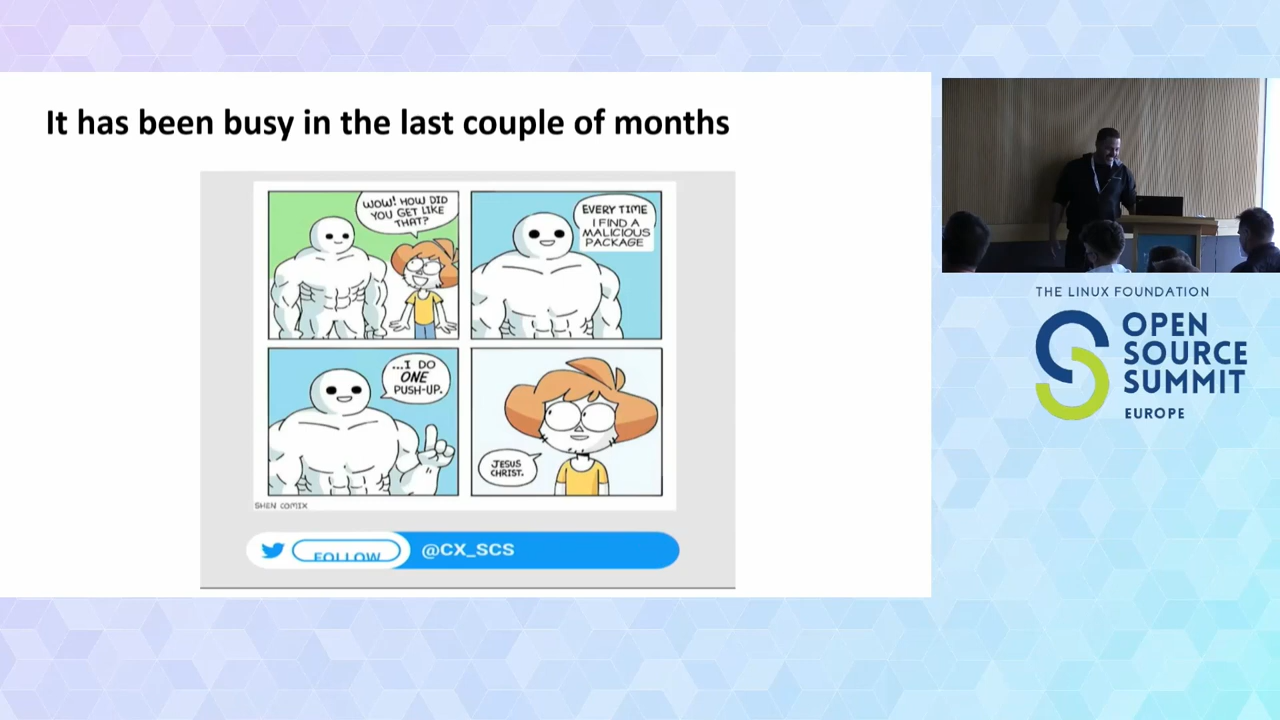 It has been busy in the last couple of months
WOW! HOW DID
YOU GET LIKE
THAT?
EVERY TIME
I FIND A
MALICIOUS
PACKAGE
...I DO
ONE
PUSH-UP.
JESUS
CHRIST.
SHEN COMIX
FOLLOW
@CX_SCS
THE LINUX FOUNDATION
OPEN
SOURCE
SUMMIT
EUROPE